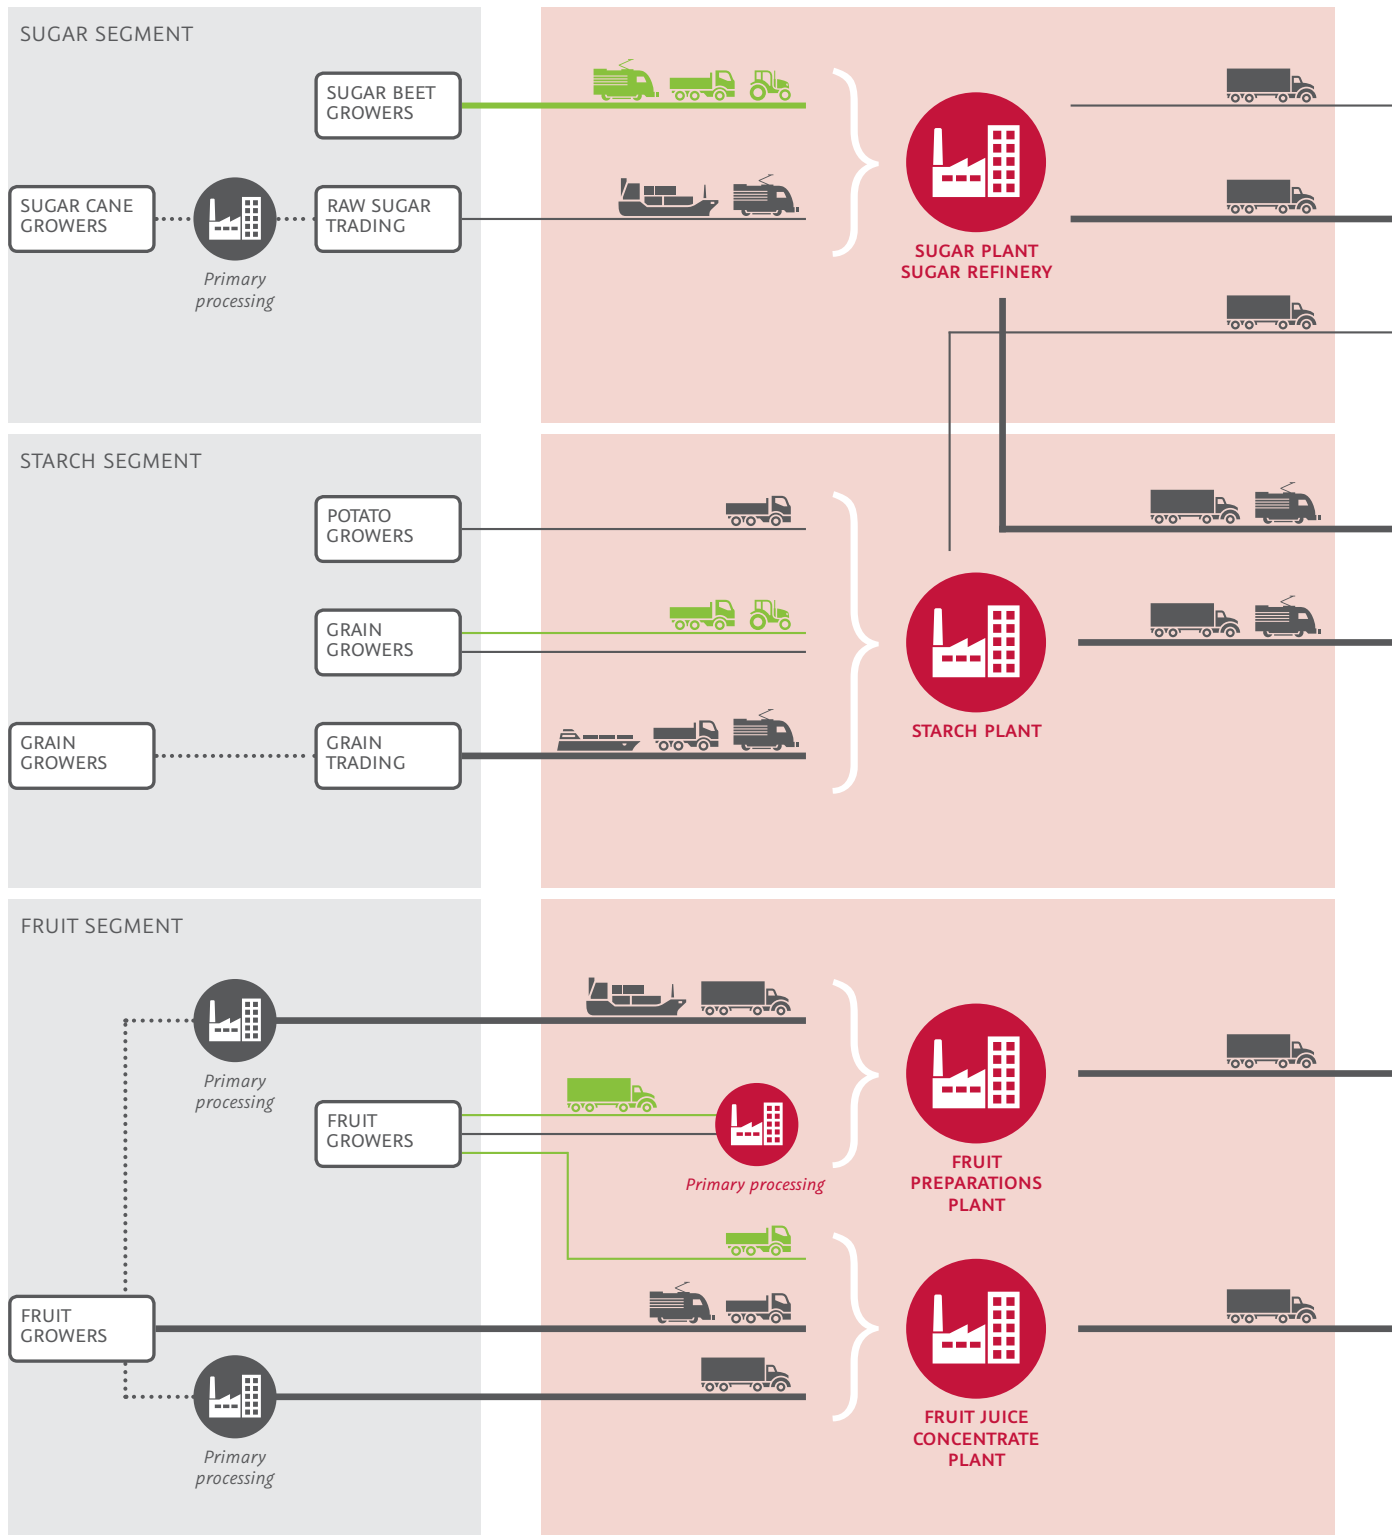 SUGAR SEGMENT
SUGAR BEET
GROWERS
SUGAR CANE
GROWERS
Primary
processing
RAW SUGAR
TRADING
SUGAR PLANT
SUGAR REFINERY
STARCH SEGMENT
POTATO
GROWERS
GRAIN
GROWERS
GRAIN
GROWERS
GRAIN
TRADING
STARCH PLANT
FRUIT SEGMENT
Primary
processing
FRUIT
GROWERS
Primary processing
FRUIT
PREPARATIONS
PLANT
FRUIT
GROWERS
Primary
processing
FRUIT JUICE
CONCENTRATE
PLANT